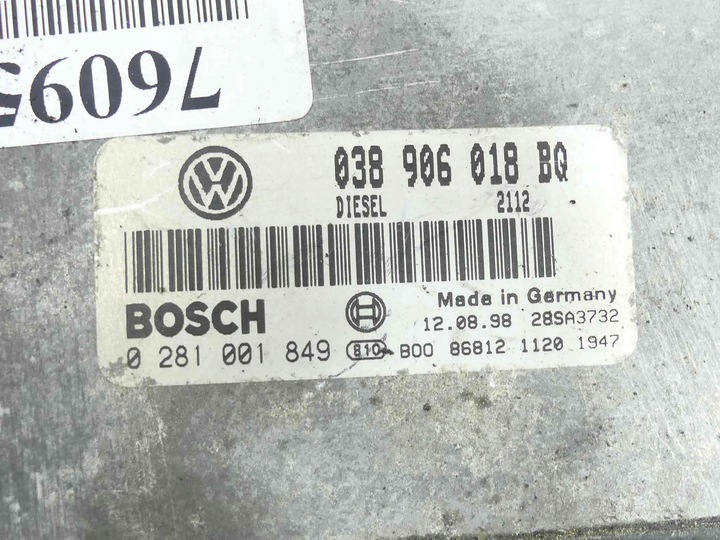 038 906 018 BQ
DIESEL 2112
BOSCH
Made in Germany
12.08.98 28SA3732
0 281 001 849 810 B00 86812 1120 1947